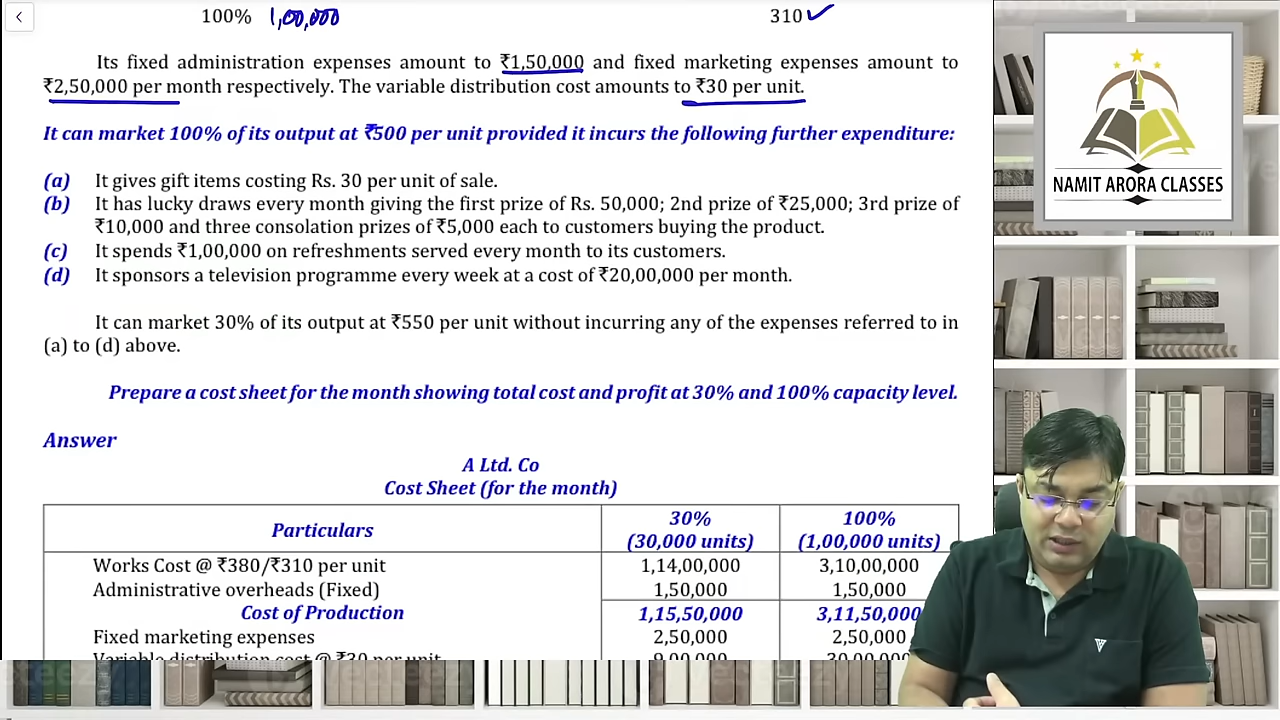 100% 1,00,000 310
Its fixed administration expenses amount to ₹1,50,000 and fixed marketing expenses amount to
₹2,50,000 per month respectively. The variable distribution cost amounts to ₹30 per unit.
It can market 100% of its output at ₹500 per unit provided it incurs the following further expenditure:
(a) It gives gift items costing Rs. 30 per unit of sale.
(b) It has lucky draws every month giving the first prize of Rs. 50,000; 2nd prize of ₹25,000; 3rd prize of
₹10,000 and three consolation prizes of ₹5,000 each to customers buying the product.
(c) It spends ₹1,00,000 on refreshments served every month to its customers.
(d) It sponsors a television programme every week at a cost of ₹20,00,000 per month.
It can market 30% of its output at ₹550 per unit without incurring any of the expenses referred to in
(a) to (d) above.
Prepare a cost sheet for the month showing total cost and profit at 30% and 100% capacity level.
Answer
A Ltd. Co
Cost Sheet (for the month)
Particulars 30% 100%
(30,000 units) (1,00,000 units)
Works Cost @ ₹380/₹310 per unit 1,14,00,000 3,10,00,000
Administrative overheads (Fixed) 1,50,000 1,50,000
Cost of Production 1,15,50,000 3,11,50,000
Fixed marketing expenses 2,50,000 2,50,000
Variable distribution cost @ ₹30 per unit 9,00,000 30,00,000
NAMIT ARORA CLASSES